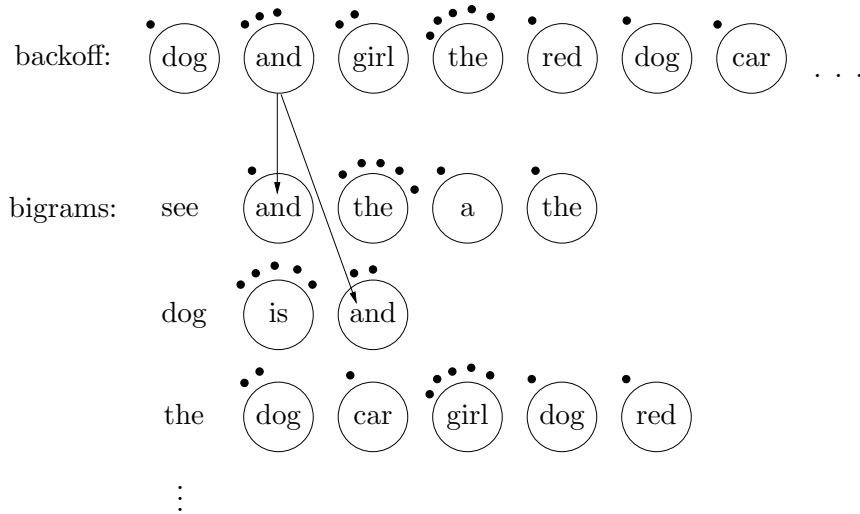 backoff: dog and girl the red dog car . . .
bigrams: see and the a the
dog is and
the dog car girl dog red
⋮